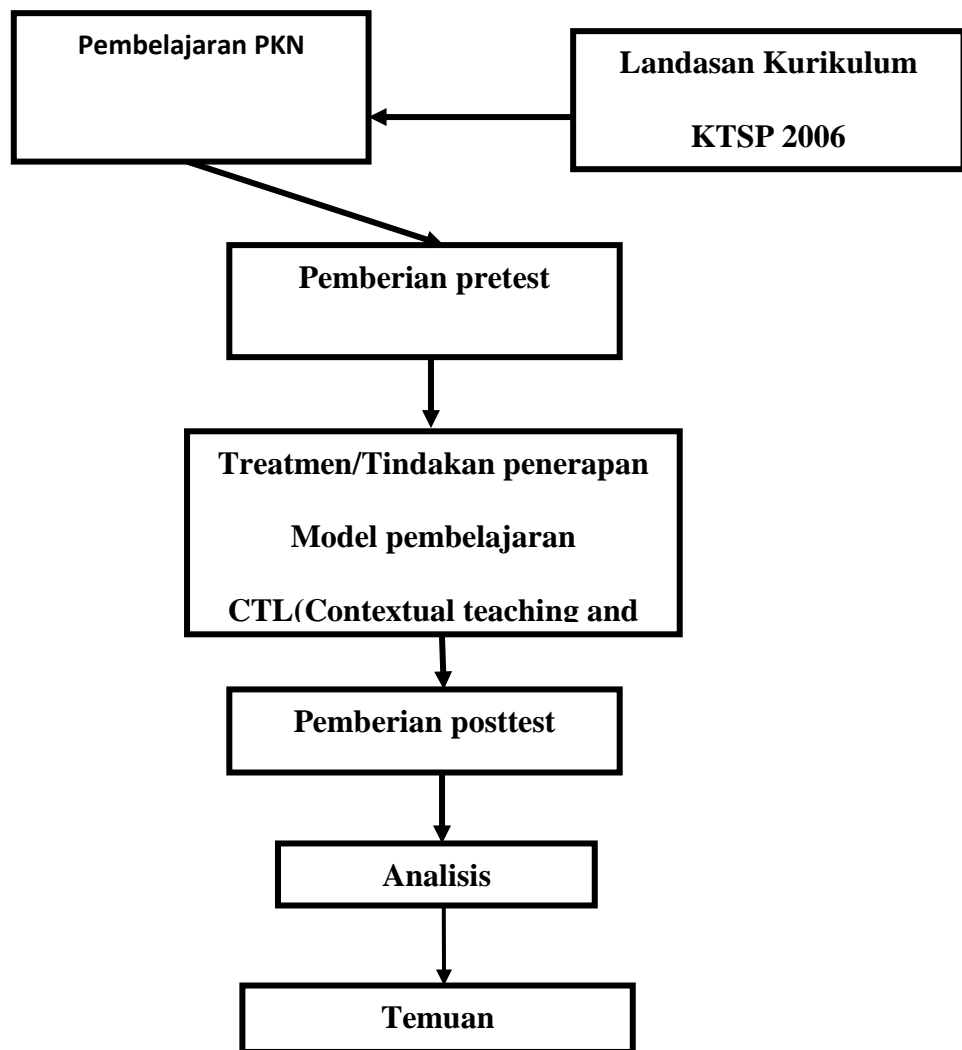 Pembelajaran PKN
Landasan Kurikulum
KTSP 2006
Pemberian pretest
Treatmen/Tindakan penerapan
Model pembelajaran
CTL(Contextual teaching and
Pemberian posttest
Analisis
Temuan